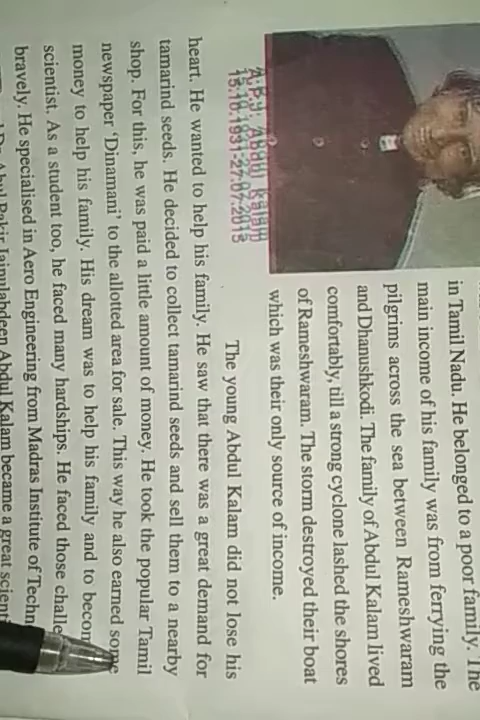 in Tamil Nadu. He belonged to a poor family. The
main income of his family was from ferrying the
pilgrims across the sea between Rameshwaram
and Dhanushkodi. The family of Abdul Kalam lived
comfortably, till a strong cyclone lashed the shores
of Rameshwaram. The storm destroyed their boat
which was their only source of income.
A.P.J. Abdul Kalam
15.10.1931-27.07.2015
The young Abdul Kalam did not lose his
heart. He wanted to help his family. He saw that there was a great demand for
tamarind seeds. He decided to collect tamarind seeds and sell them to a nearby
shop. For this, he was paid a little amount of money. He took the popular Tamil
newspaper ‘Dinamani’ to the allotted area for sale. This way he also earned some
money to help his family. His dream was to help his family and to becom
scientist. As a student too, he faced many hardships. He faced those challe
bravely. He specialised in Aero Engineering from Madras Institute of Techn
Abdul Kalam became a great scient